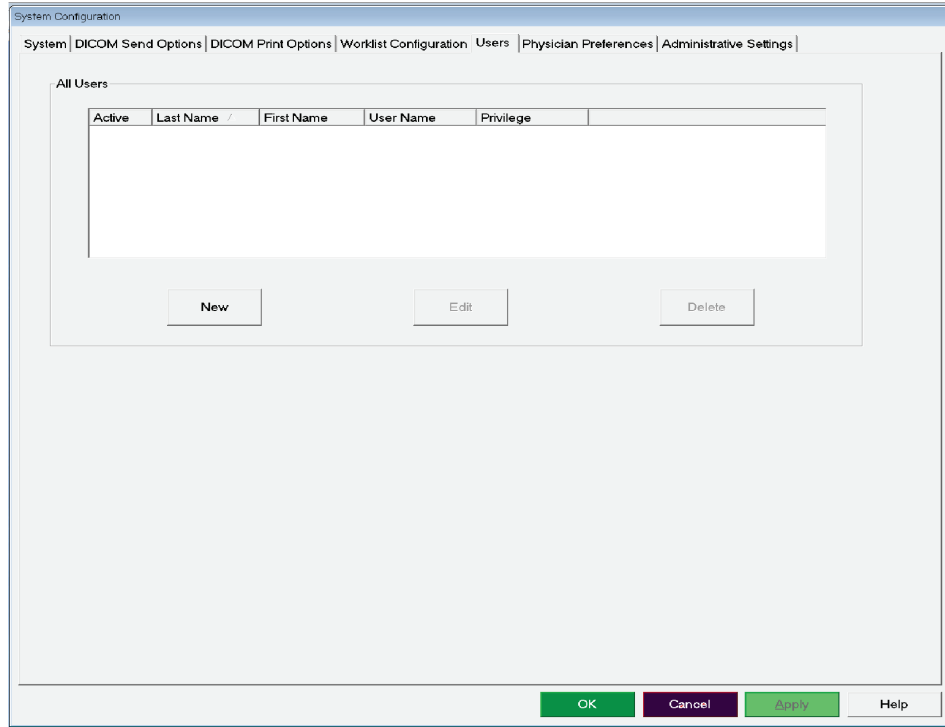 System Configuration
System DICOM Send Options DICOM Print Options Worklist Configuration Users Physician Preferences Administrative Settings
All Users
Active Last Name / First Name User Name Privilege
New Edit Delete
OK Cancel Apply Help